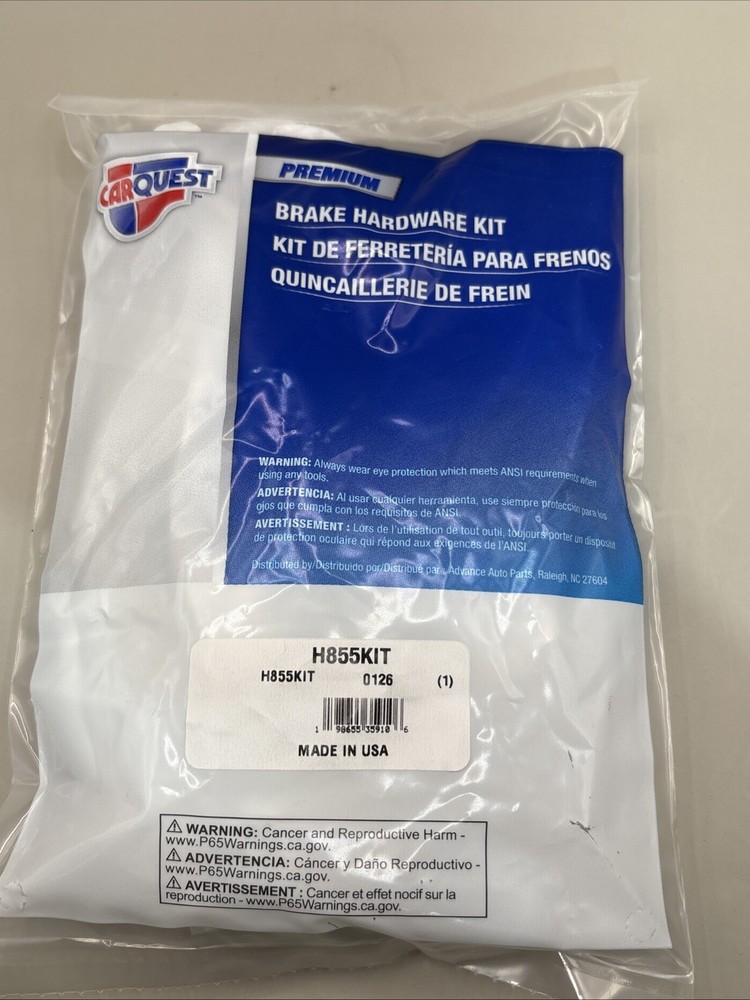 CARQUEST™
PREMIUM
BRAKE HARDWARE KIT
KIT DE FERRETERÍA PARA FRENOS
QUINCAILLERIE DE FREIN
WARNING: Always wear eye protection which meets ANSI requirements when
using any tools.
ADVERTENCIA: Al usar cualquier herramienta, use siempre protección para los
ojos que cumpla con los requisitos de ANSI.
AVERTISSEMENT : Lors de l'utilisation de tout outil, toujours porter un dispositif
de protection oculaire qui répond aux exigences de l'ANSI.
Distributed by/Distribuido por/Distribué par : Advance Auto Parts, Raleigh, NC 27604
H855KIT
H855KIT 0126 (1)
1 98655 35910 6
MADE IN USA
⚠ WARNING: Cancer and Reproductive Harm -
www.P65Warnings.ca.gov.
⚠ ADVERTENCIA: Cáncer y Daño Reproductivo -
www.P65Warnings.ca.gov.
⚠ AVERTISSEMENT : Cancer et effet nocif sur la
reproduction - www.P65Warnings.ca.gov.